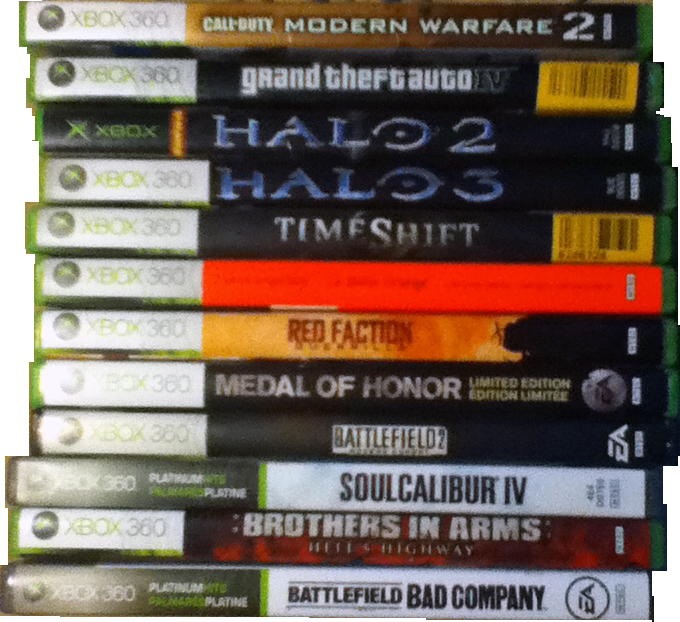 XBOX 360 CALL OF DUTY MODERN WARFARE 2
XBOX 360 grand theft auto IV
XBOX HALO 2
XBOX 360 HALO 3
XBOX 360 TIMESHIFT
XBOX 360
XBOX 360 RED FACTION
XBOX 360 MEDAL OF HONOR LIMITED EDITION
ÉDITION LIMITÉE
XBOX 360 BATTLEFIELD 2 EA
XBOX 360 PLATINUM HITS
PALMARÈS PLATINE
SOULCALIBUR IV
XBOX 360 BROTHERS IN ARMS
HELL'S HIGHWAY
XBOX 360 PLATINUM HITS
PALMARÈS PLATINE
BATTLEFIELD BAD COMPANY EA